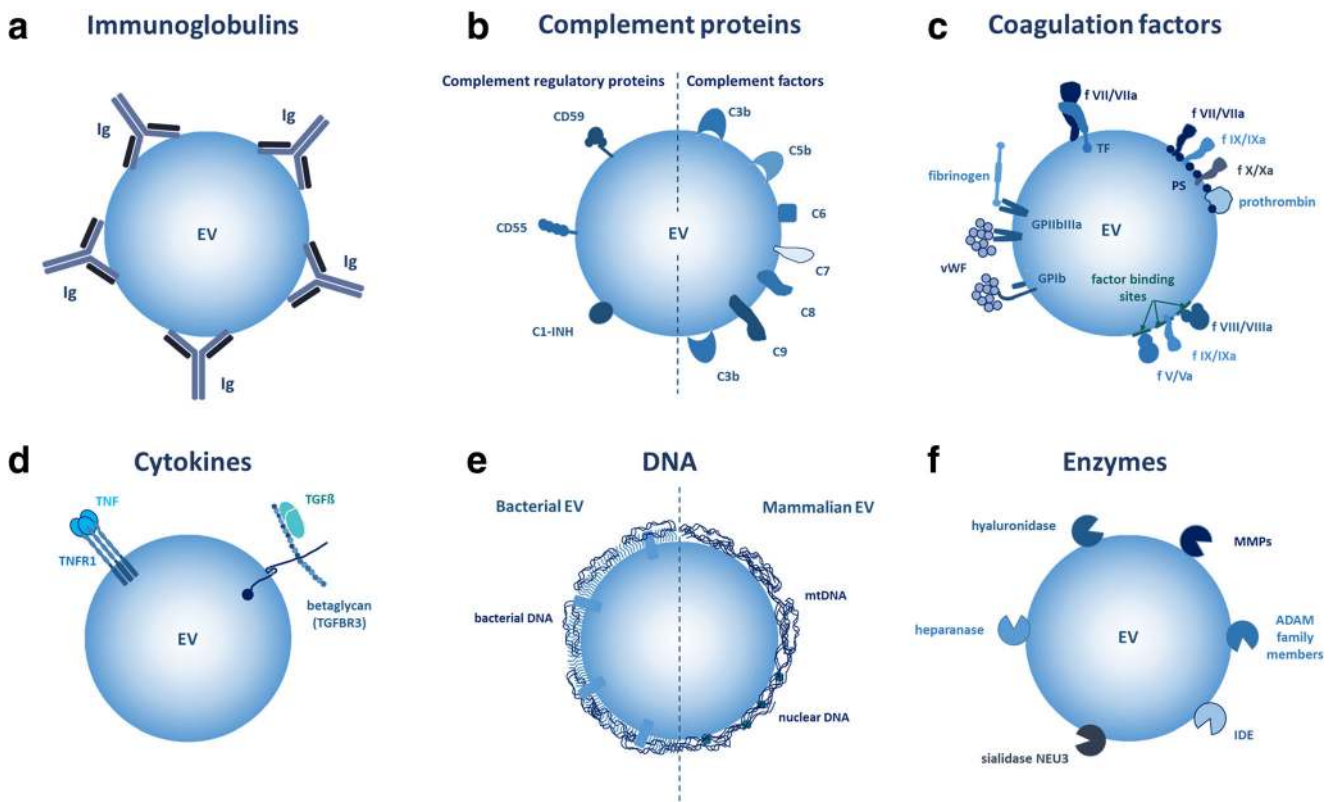 a
Immunoglobulins
Ig
Ig
Ig
Ig
Ig
EV
b
Complement proteins
Complement regulatory proteins
Complement factors
CD59
CD55
C1-INH
EV
C3b
C5b
C6
C7
C8
C9
C3b
c
Coagulation factors
f VII/VIIa
TF
f VII/VIIa
f IX/IXa
f X/Xa
PS
prothrombin
fibrinogen
GPIIbIIIa
EV
vWF
GPIb
factor binding
sites
f VIII/VIIIa
f IX/IXa
f V/Va
d
Cytokines
TNF
TNFR1
TGFß
betaglycan
(TGFBR3)
EV
e
DNA
Bacterial EV
Mammalian EV
bacterial DNA
mtDNA
EV
nuclear DNA
f
Enzymes
hyaluronidase
MMPs
heparanase
EV
ADAM
family
members
IDE
sialidase NEU3